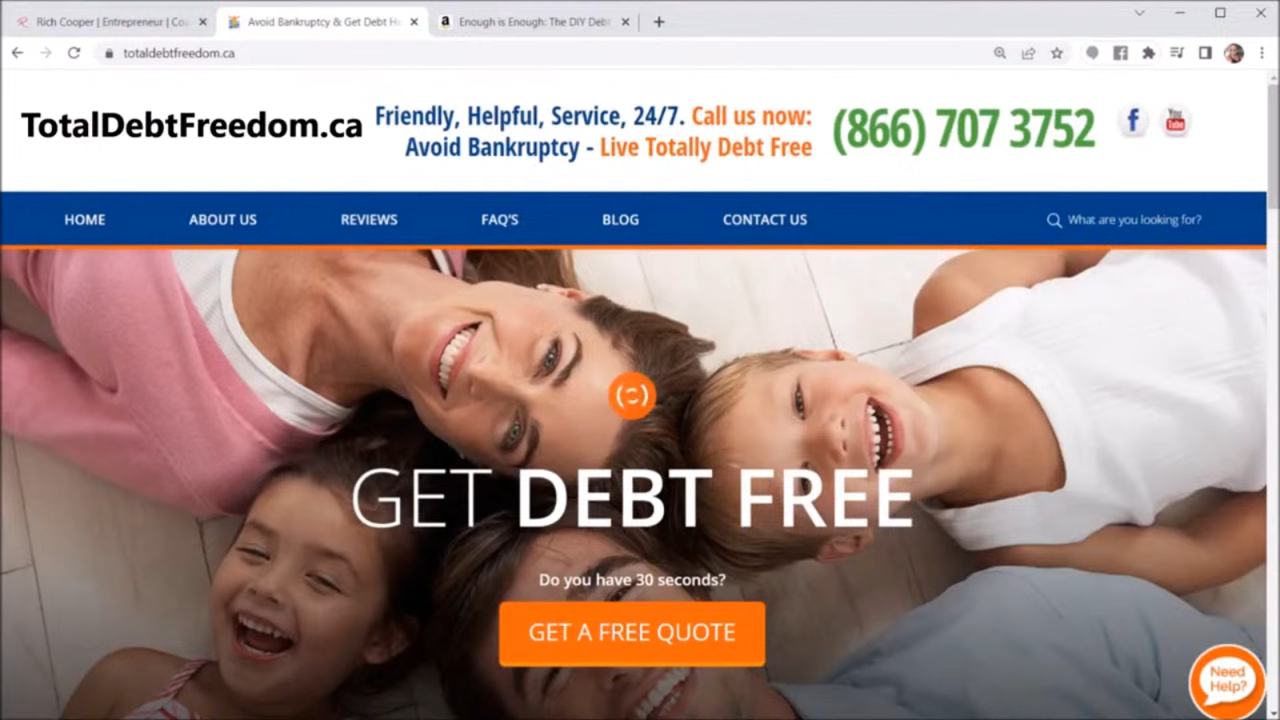 Rich Cooper | Entrepreneur | Co
Avoid Bankruptcy & Get Debt He
a Enough is Enough: The DIY Debt
totaldebtfreedom.ca
TotalDebtFreedom.ca
Friendly, Helpful, Service, 24/7. Call us now:
Avoid Bankruptcy - Live Totally Debt Free
(866) 707 3752
f
You
Tube
HOME
ABOUT US
REVIEWS
FAQ'S
BLOG
CONTACT US
What are you looking for?
GET DEBT FREE
Do you have 30 seconds?
GET A FREE QUOTE
Need
Help?